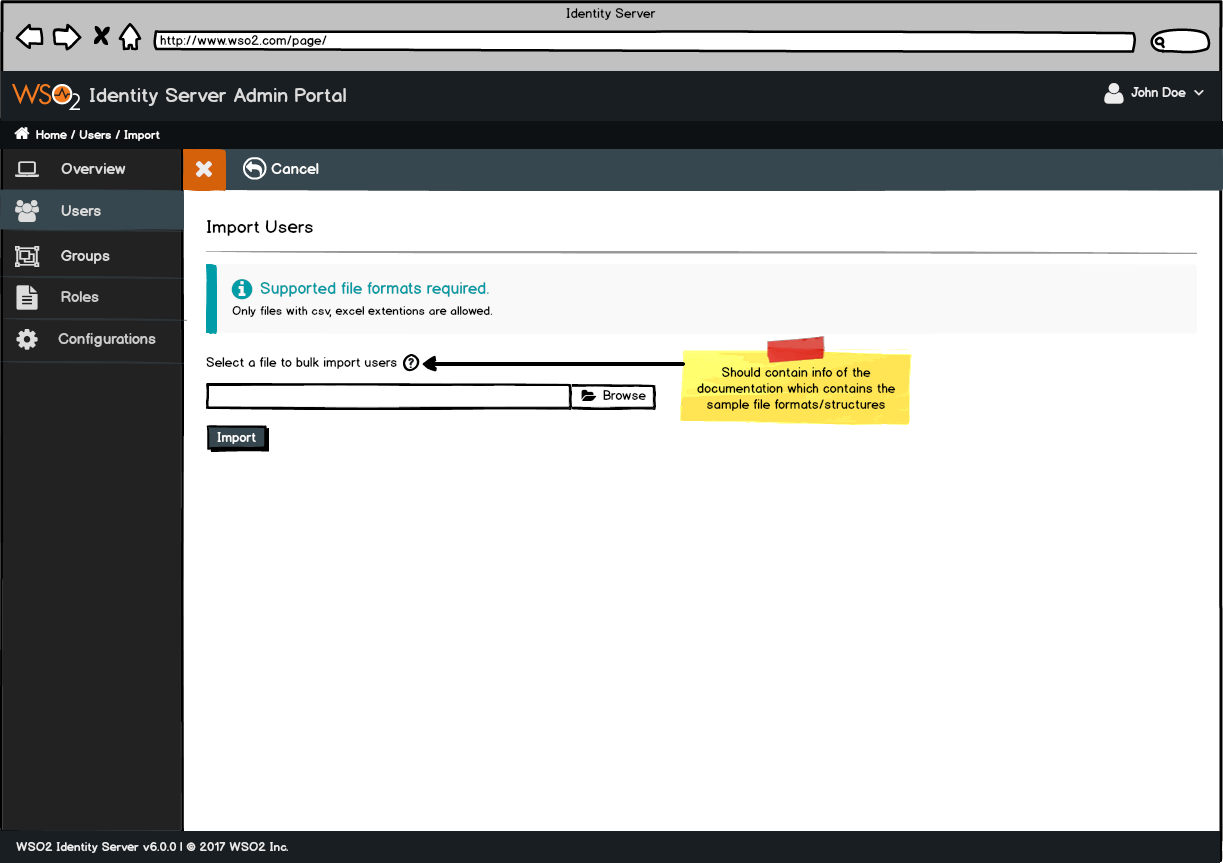 Identity Server
http://www.wso2.com/page/
WSO2 Identity Server Admin Portal
John Doe
Home / Users / Import
Overview
Cancel
Users
Import Users
Groups
Supported file formats required.
Roles
Only files with csv, excel extentions are allowed.
Configurations
Select a file to bulk import users
Should contain info of the
documentation which contains the
sample file formats/structures
Browse
Import
WSO2 Identity Server v6.0.0 | © 2017 WSO2 Inc.